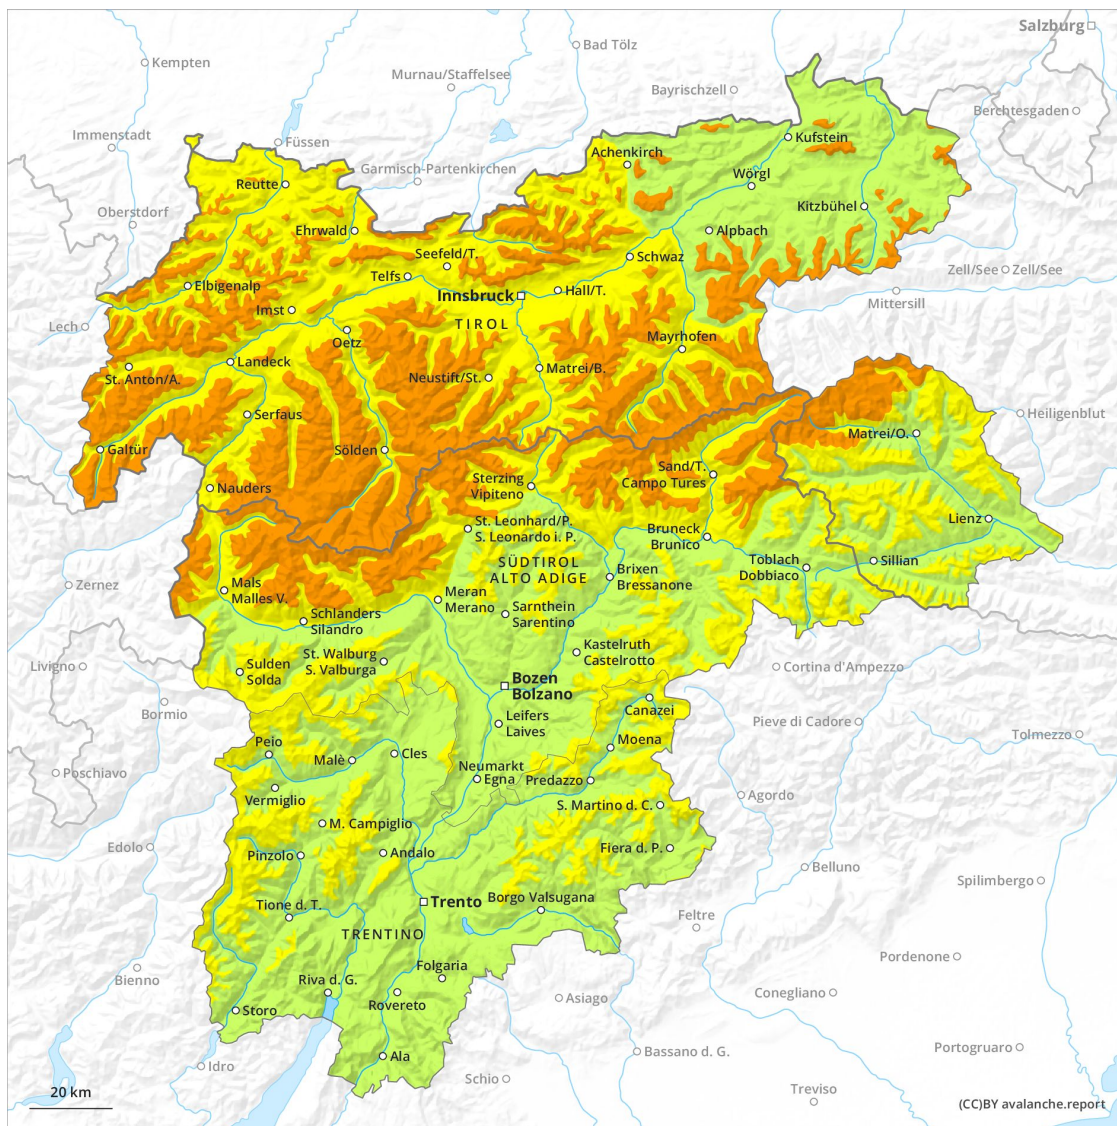 Salzburg
Bad Tölz
Kempten
Murnau/Staffelsee
Bayrischzell
Berchtesgaden
Immenstadt
Füssen
Kufstein
Achenkirch
Garmisch-Partenkirchen
Wörgl
Reutte
Oberstdorf
Kitzbühel
Ehrwald
Alpbach
Seefeld/T.
Schwaz
Telfs
Zell/See
Zell/See
Elbigenalp
Hall/T.
Innsbruck
Mittersill
Imst
TIROL
Lech
Oetz
Mayrhofen
Landeck
Matrei/B.
St. Anton/A.
Neustift/St.
Serfaus
Heiligenblut
Matrei/O.
Galtür
Sölden
Sand/T.
Campo Tures
Sterzing
Vipiteno
Nauders
St. Leonhard/P.
S. Leonardo i. P.
Lienz
Bruneck
Brunico
SÜDTIROL
ALTO ADIGE
Toblach
Dobbiaco
Sillian
Brixen
Bressanone
Zernez
Mals
Malles V.
Meran
Merano
Sarnthein
Sarentino
Schlanders
Silandro
Kastelruth
Castelrotto
St. Walburg
S. Valburga
Livigno
Cortina d'Ampezzo
Sulden
Solda
Bozen
Bolzano
Canazei
Bormio
Leifers
Laives
Pieve di Cadore
Tolmezzo
Moena
Peio
Malè
Cles
Neumarkt
Egna
Predazzo
Poschiavo
Agordo
Vermiglio
S. Martino d. C.
M. Campiglio
Edolo
Pinzolo
Andalo
Fiera d. P.
Belluno
Spilimbergo
Tione d. T.
Trento
Borgo Valsugana
Feltre
TRENTINO
Pordenone
Folgaria
Bienno
Riva d. G.
Rovereto
Asiago
Conegliano
Storo
Ala
Bassano d. G.
Portogruaro
Idro
Schio
Treviso
20 km
(CC)BY avalanche.report